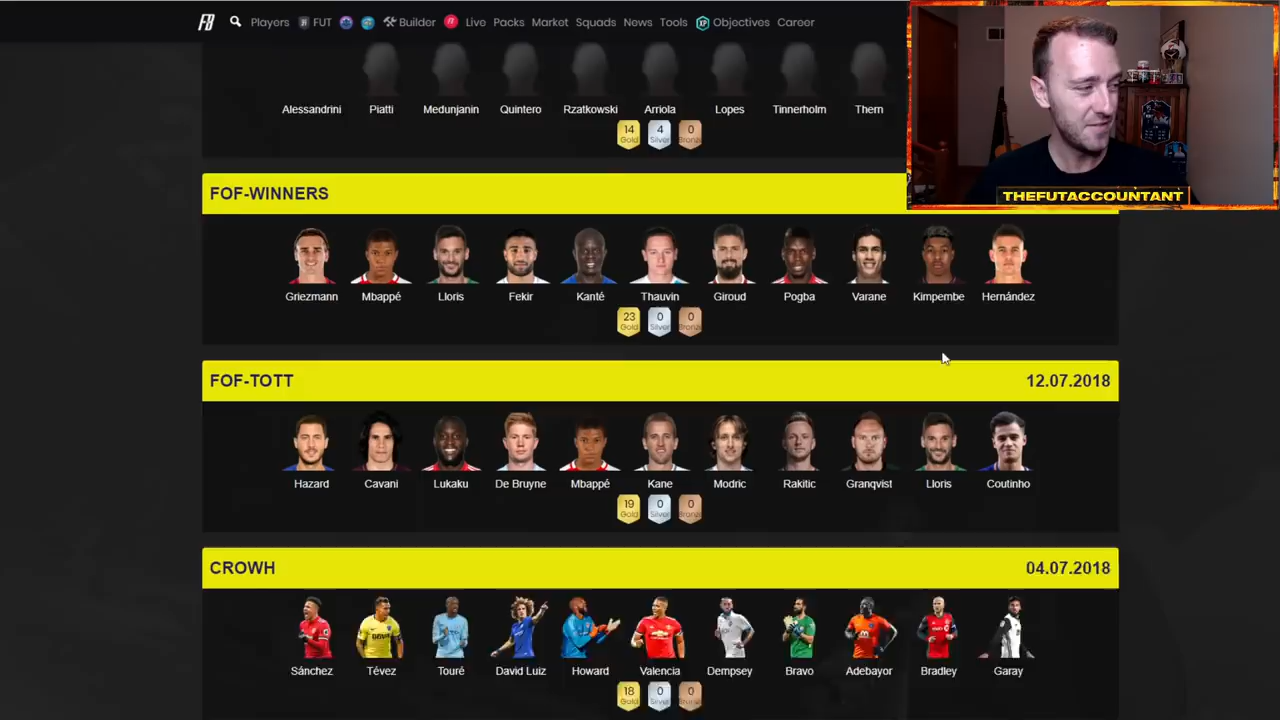 FB Players FUT Builder Live Packs Market Squads News Tools XP Objectives Career
Alessandrini Piatti Medunjanin Quintero Rzatkowski Arriola Lopes Tinnerholm Thern
14 4 0
Gold Silver Bronze
THEFUTACCOUNTANT
FOF-WINNERS
Griezmann Mbappé Lloris Fekir Kanté Thauvin Giroud Pogba Varane Kimpembe Hernández
23 0 0
Gold Silver Bronze
FOF-TOTT 12.07.2018
Hazard Cavani Lukaku De Bruyne Mbappé Kane Modric Rakitic Granqvist Lloris Coutinho
19 0 0
Gold Silver Bronze
CROWH 04.07.2018
Sánchez Tévez Touré David Luiz Howard Valencia Dempsey Bravo Adebayor Bradley Garay
18 0 0
Gold Silver Bronze